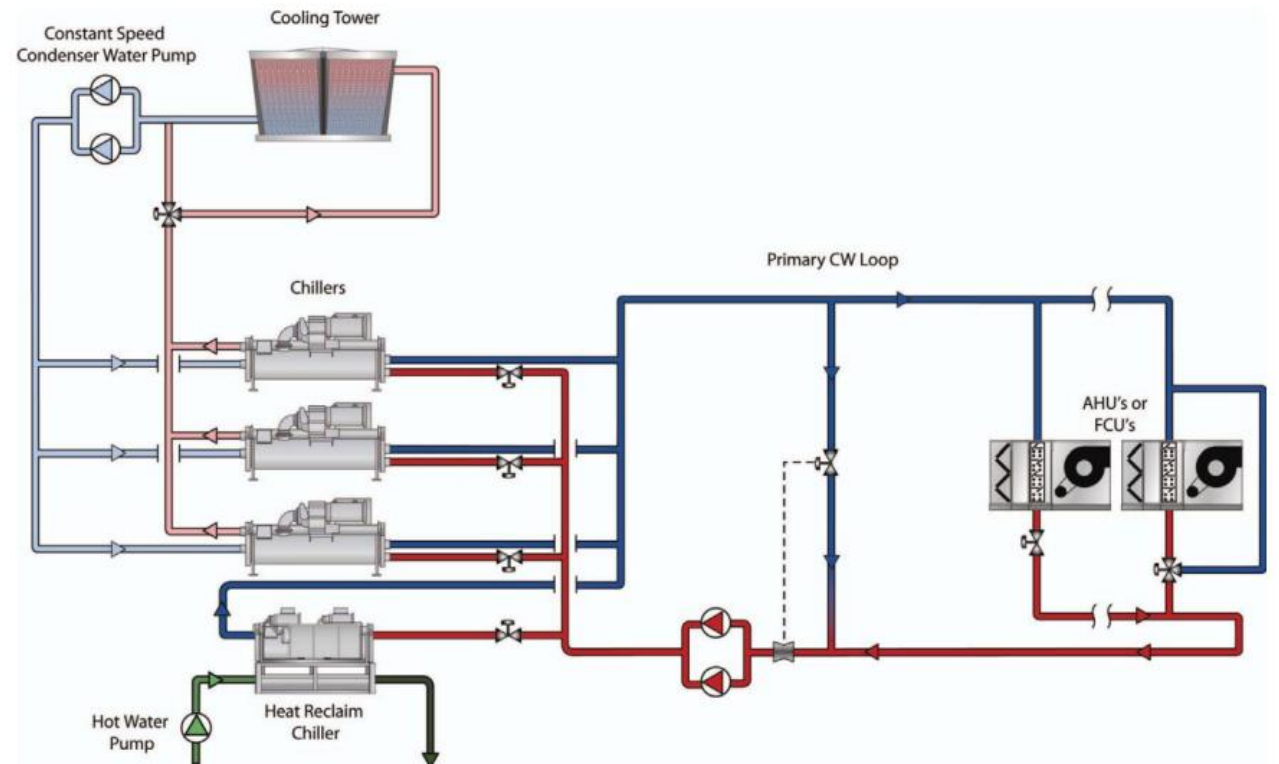 Cooling Tower
Constant Speed
Condenser Water Pump
Primary CW Loop
Chillers
AHU's or
FCU's
Heat Reclaim
Chiller
Hot Water
Pump